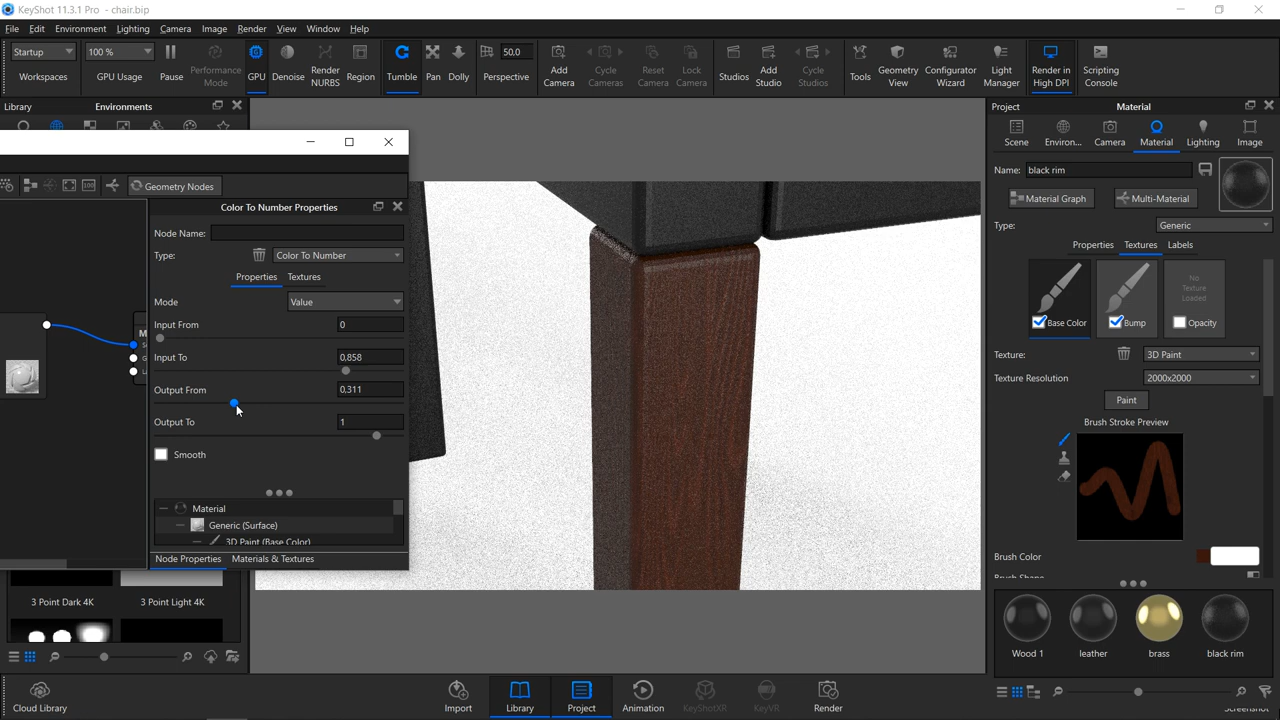 KeyShot 11.3.1 Pro - chair.bip
File Edit Environment Lighting Camera Image Render View Window Help
Startup 100 % 50.0
Workspaces GPU Usage Pause Performance Mode GPU Denoise Render NURBS Region Tumble Pan Dolly Perspective Add Camera Cycle Cameras Reset Camera Lock Camera Studios Add Studio Cycle Studios Tools Geometry View Configurator Wizard Light Manager Render in High DPI Scripting Console
Library Environments
Project Material
Scene Environ... Camera Material Lighting Image
Name: black rim
Material Graph Multi-Material
Type: Generic
Properties Textures Labels
No Texture Loaded
Base Color Bump Opacity
Texture: 3D Paint
Texture Resolution 2000x2000
Paint
Brush Stroke Preview
Brush Color
Brush Shape
Wood 1 leather brass black rim
100 Geometry Nodes
Color To Number Properties
Node Name:
Type: Color To Number
Properties Textures
Mode Value
Input From 0
Input To 0.858
Output From 0.311
Output To 1
Smooth
Material
Generic (Surface)
3D Paint (Base Color)
Node Properties Materials & Textures
3 Point Dark 4K 3 Point Light 4K
Cloud Library Import Library Project Animation KeyShotXR KeyVR Render Screenshot